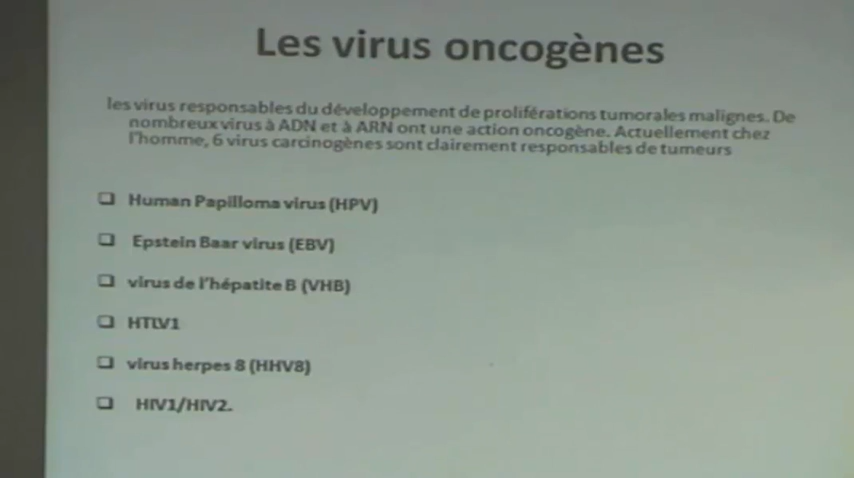 Les virus oncogènes
les virus responsables du développement de proliférations tumorales malignes. De
nombreux virus à ADN et à ARN ont une action oncogène. Actuellement chez
l'homme, 6 virus carcinogènes sont clairement responsables de tumeurs
Human Papilloma virus (HPV)
Epstein Baar virus (EBV)
virus de l'hépatite B (VHB)
HTLV1
virus herpes 8 (HHV8)
HIV1/HIV2.